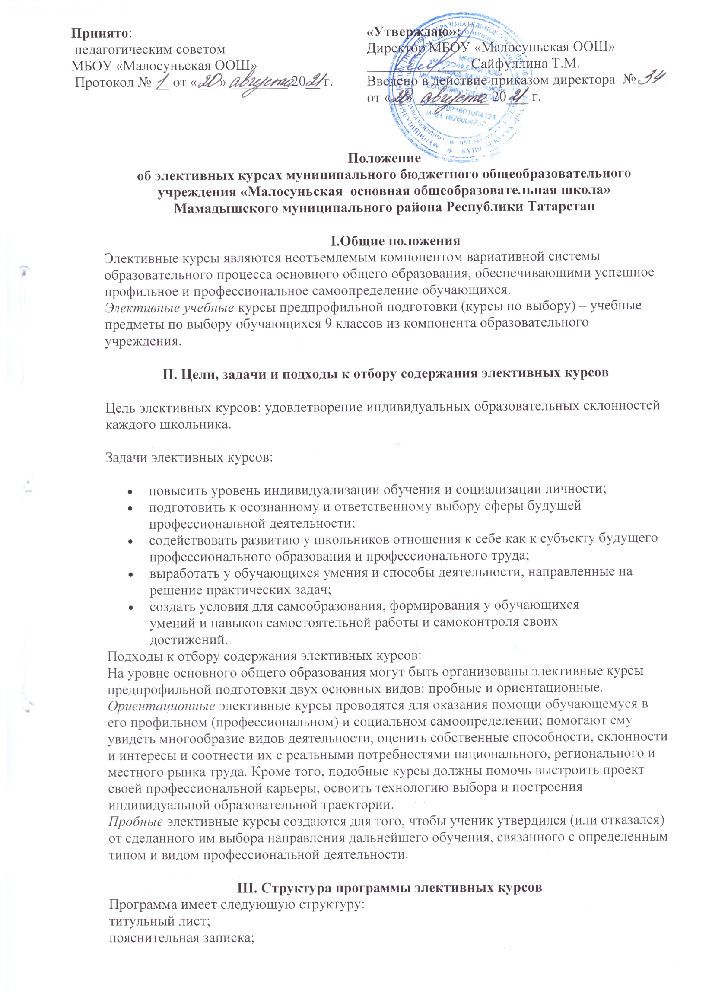 Принято:
педагогическим советом
МБОУ «Малосуньская ООШ»
Протокол № 1 от «20» августа 2021 г.
«Утверждаю»:
Директор МБОУ «Малосуньская ООШ»
Сайфуллина Т.М.
Введено в действие приказом директора № 34
от «20» августа 2021 г.
Положение
об элективных курсах муниципального бюджетного общеобразовательного
учреждения «Малосуньская основная общеобразовательная школа»
Мамадышского муниципального района Республики Татарстан
I.Общие положения
Элективные курсы являются неотъемлемым компонентом вариативной системы
образовательного процесса основного общего образования, обеспечивающими успешное
профильное и профессиональное самоопределение обучающихся.
Элективные учебные курсы предпрофильной подготовки (курсы по выбору) – учебные
предметы по выбору обучающихся 9 классов из компонента образовательного
учреждения.
II. Цели, задачи и подходы к отбору содержания элективных курсов
Цель элективных курсов: удовлетворение индивидуальных образовательных склонностей
каждого школьника.
Задачи элективных курсов:
• повысить уровень индивидуализации обучения и социализации личности;
• подготовить к осознанному и ответственному выбору сферы будущей
профессиональной деятельности;
• содействовать развитию у школьников отношения к себе как к субъекту будущего
профессионального образования и профессионального труда;
• выработать у обучающихся умения и способы деятельности, направленные на
решение практических задач;
• создать условия для самообразования, формирования у обучающихся
умений и навыков самостоятельной работы и самоконтроля своих
достижений.
Подходы к отбору содержания элективных курсов:
На уровне основного общего образования могут быть организованы элективные курсы
предпрофильной подготовки двух основных видов: пробные и ориентационные.
Ориентационные элективные курсы проводятся для оказания помощи обучающемуся в
его профильном (профессиональном) и социальном самоопределении; помогают ему
увидеть многообразие видов деятельности, оценить собственные способности, склонности
и интересы и соотнести их с реальными потребностями национального, регионального и
местного рынка труда. Кроме того, подобные курсы должны помочь выстроить проект
своей профессиональной карьеры, освоить технологию выбора и построения
индивидуальной образовательной траектории.
Пробные элективные курсы создаются для того, чтобы ученик утвердился (или отказался)
от сделанного им выбора направления дальнейшего обучения, связанного с определенным
типом и видом профессиональной деятельности.
III. Структура программы элективных курсов
Программа имеет следующую структуру:
титульный лист;
пояснительная записка;